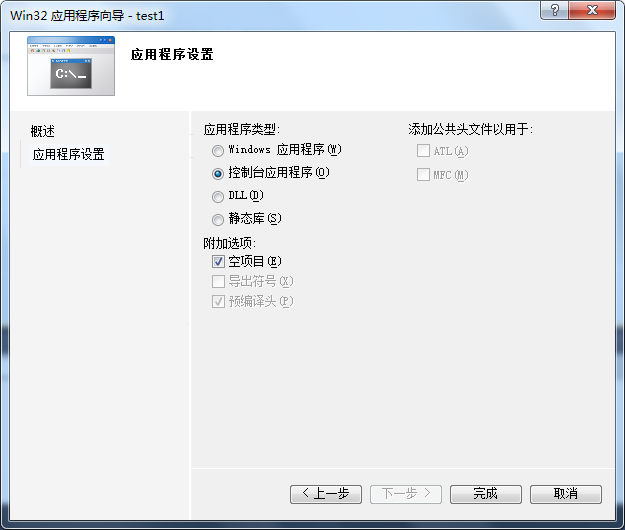 Win32 应用程序向导 - test1
应用程序设置
C:\
概述
应用程序设置
应用程序类型:
Windows 应用程序(W)
控制台应用程序(O)
DLL(D)
静态库(S)
附加选项:
空项目(E)
导出符号(X)
预编译头(P)
添加公共头文件以用于:
ATL(A)
MFC(M)
< 上一步
下一步 >
完成
取消